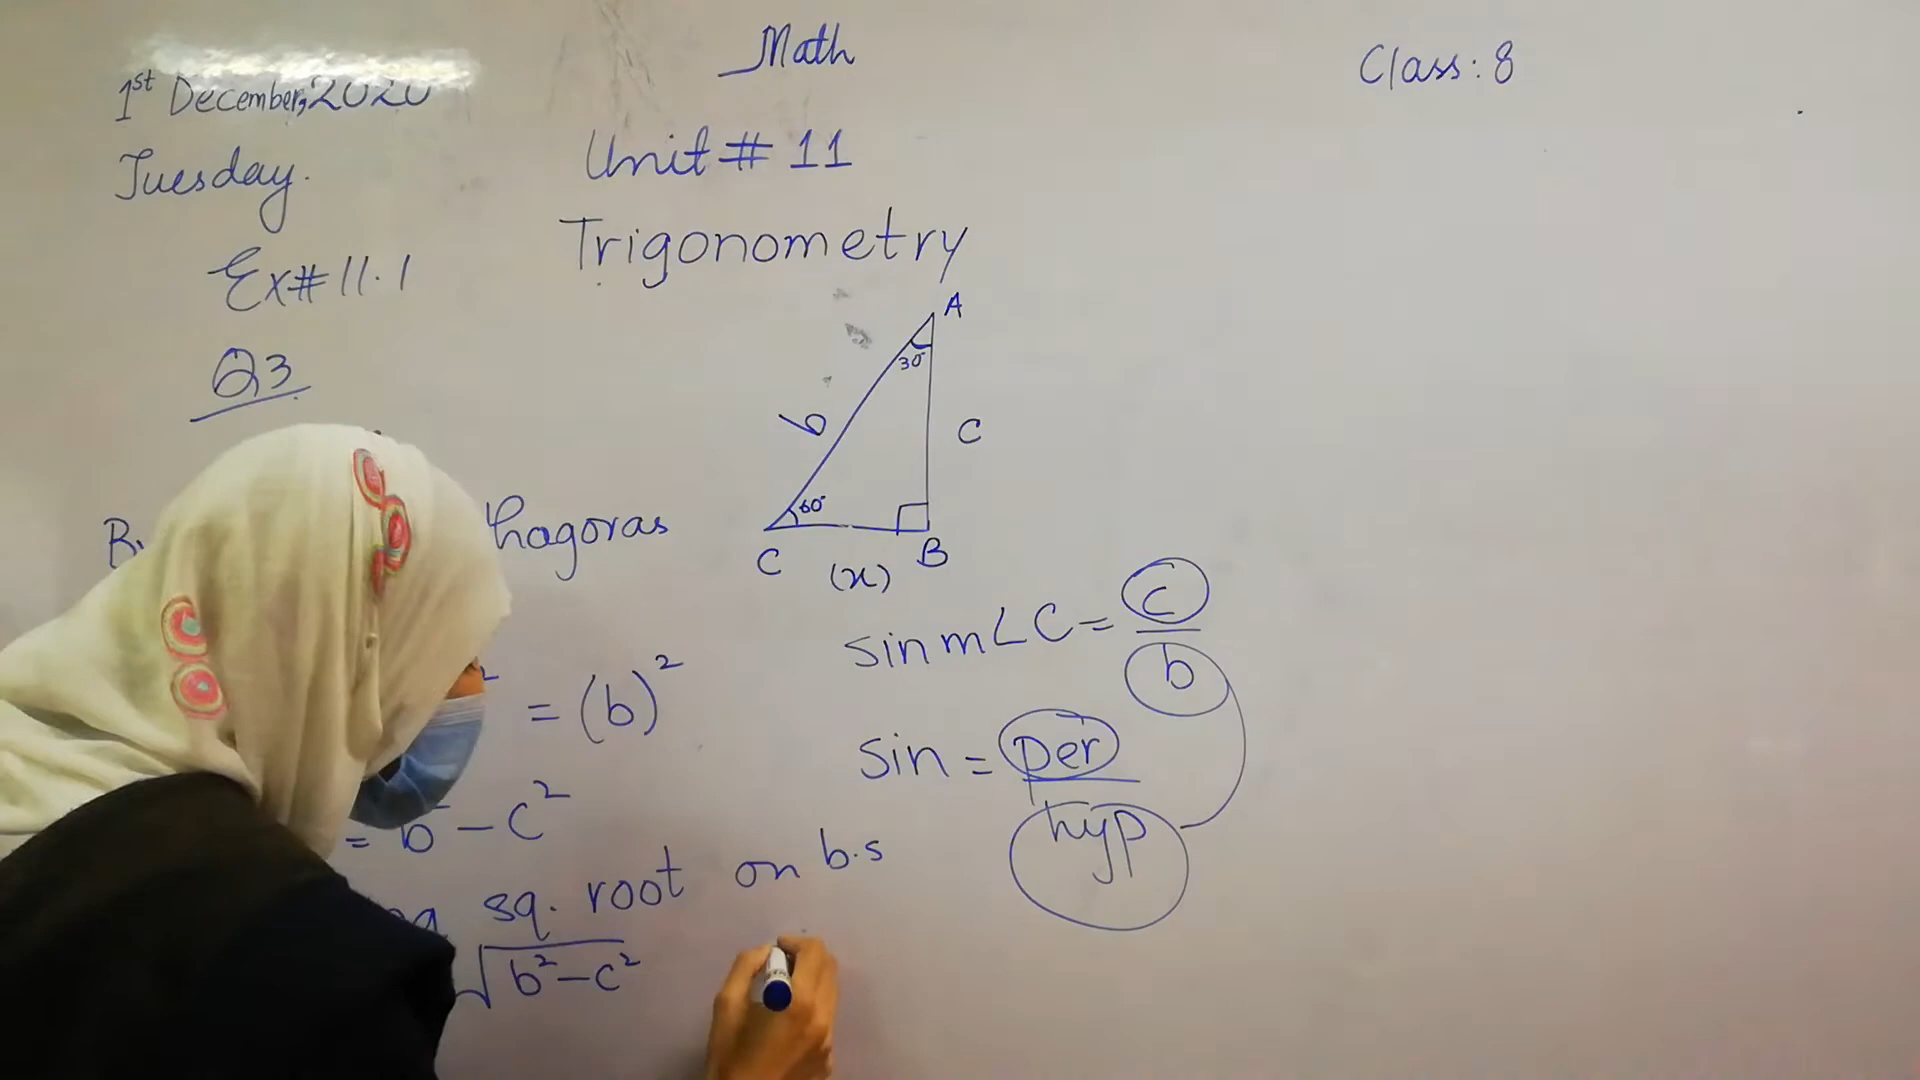 Math
Class: 8
1st December, 2020
Tuesday.
Unit # 11
Trigonometry
Ex# 11.1
Q3
A
30°
b
C
60°
C
B
(x)
hagoras
sin m∠C = c/b
² = (b)²
sin = per/hyp
= b² - c²
sq. root on b.s
√b²-c²